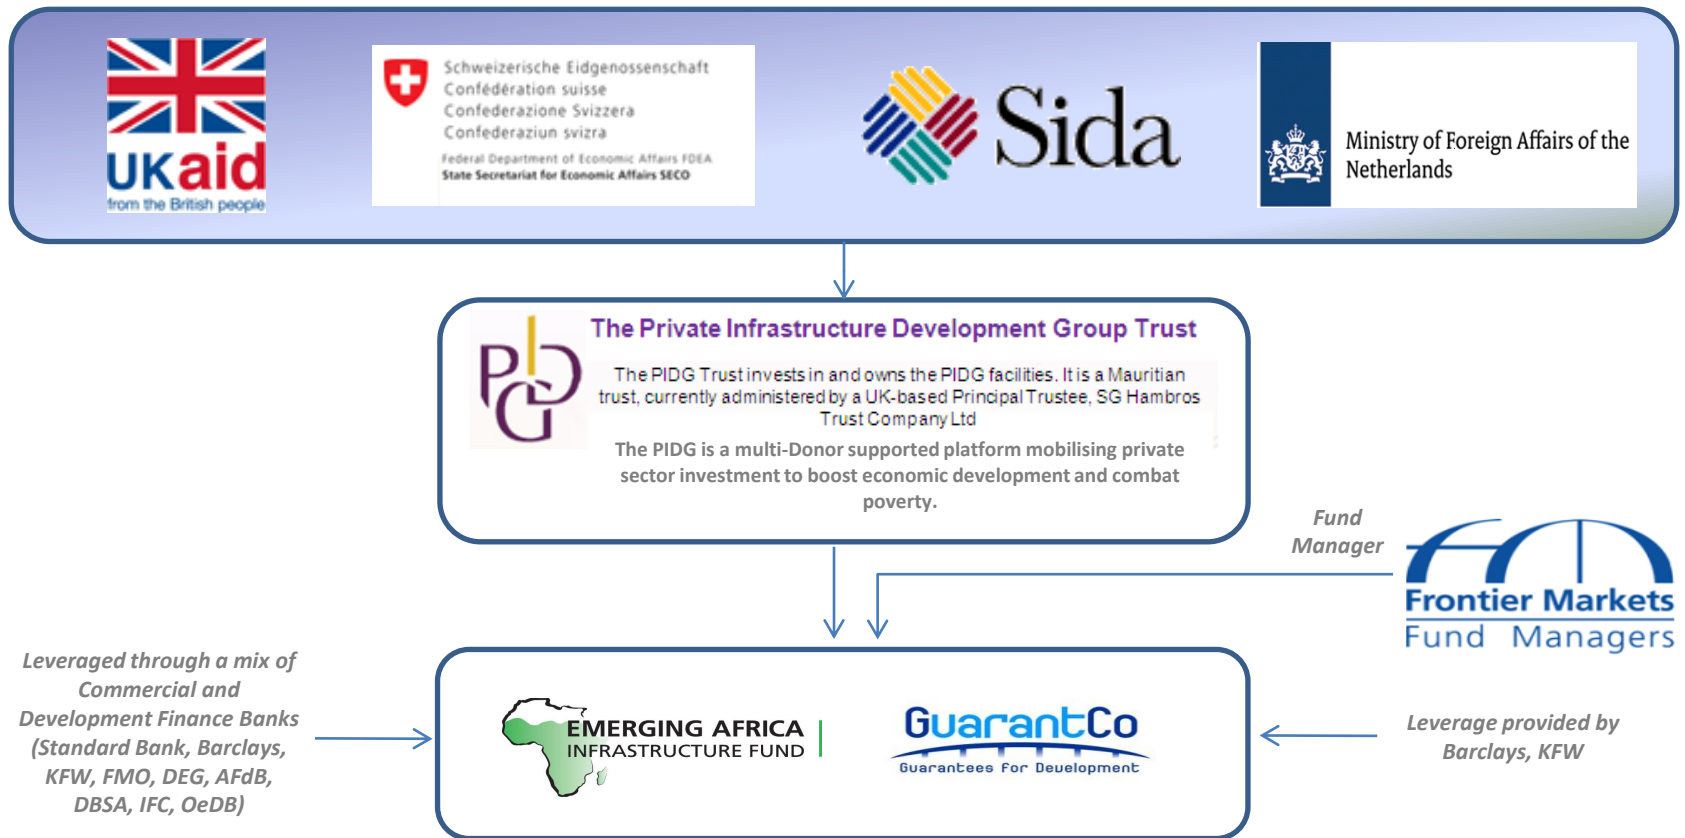 UKaid
from the British people
Schweizerische Eidgenossenschaft
Confédération suisse
Confederazione Svizzera
Confederaziun svizra
Federal Department of Economic Affairs FDEA
State Secretariat for Economic Affairs SECO
Sida
Ministry of Foreign Affairs of the
Netherlands
PIDG
The Private Infrastructure Development Group Trust
The PIDG Trust invests in and owns the PIDG facilities. It is a Mauritian
trust, currently administered by a UK-based Principal Trustee, SG Hambros
Trust Company Ltd
The PIDG is a multi-Donor supported platform mobilising private
sector investment to boost economic development and combat
poverty.
Fund
Manager
Frontier Markets
Fund Managers
Leveraged through a mix of
Commercial and
Development Finance Banks
(Standard Bank, Barclays,
KFW, FMO, DEG, AFdB,
DBSA, IFC, OeDB)
EMERGING AFRICA
INFRASTRUCTURE FUND
GuarantCo
Guarantees For Development
Leverage provided by
Barclays, KFW